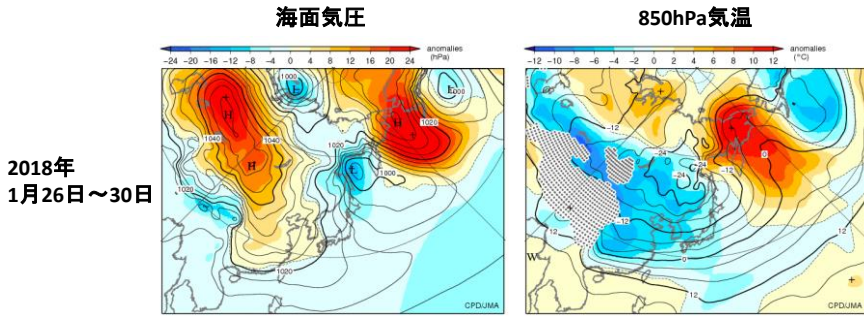 海面気圧
850hPa気温
-24 -20 -16 -12 -8 -4 0 4 8 12 16 20 24
anomalies
(hPa)
-12 -10 -8 -6 -4 -2 0 2 4 6 8 10 12
anomalies
(°C)
2018年
1月26日～30日
1000
L
H
1040
1040
H
1020
1020
L
1000
H
1020
L
1000
1020
CPD/JMA
-12
-24
-24
C
-12
-12
0
0
12
12
12
W
CPD/JMA